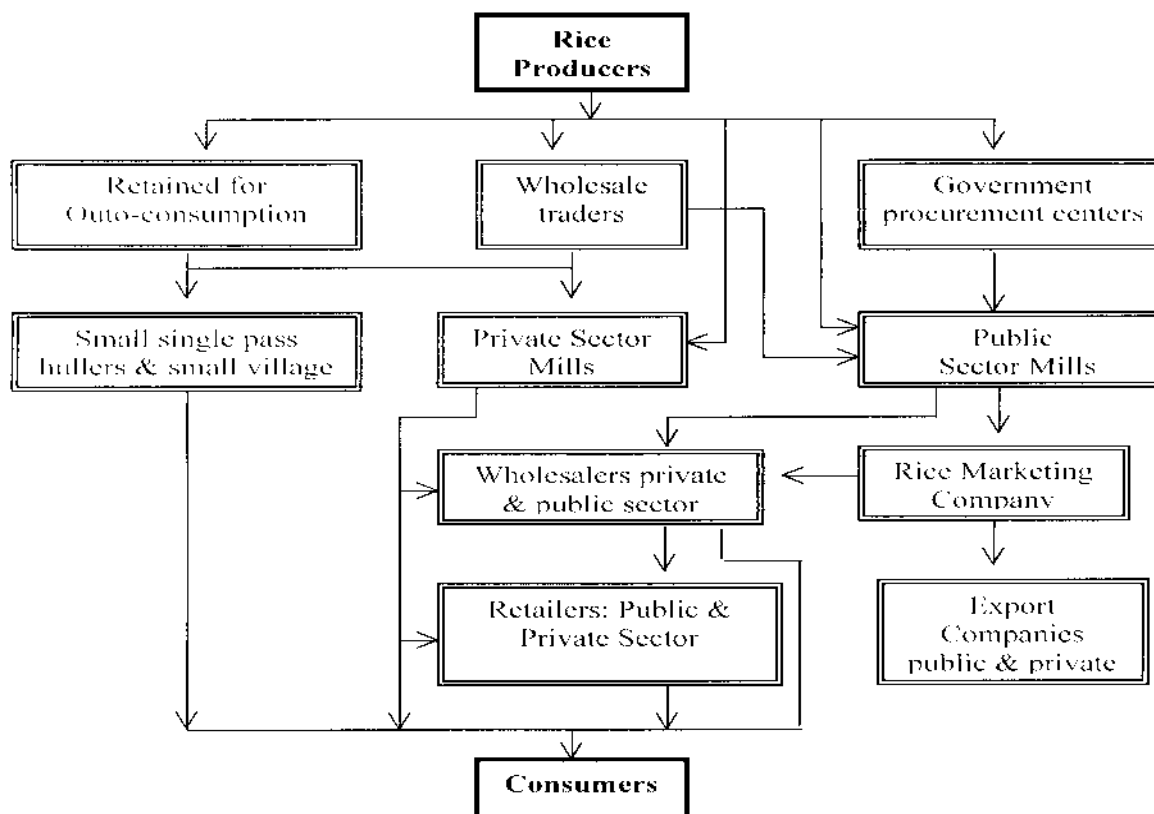 Rice
Producers
Retained for
Outo-consumption
Wholesale
traders
Government
procurement centers
Small single pass
hullers & small village
Private Sector
Mills
Public
Sector Mills
Wholesalers private
& public sector
Rice Marketing
Company
Retailers: Public &
Private Sector
Export
Companies
public & private
Consumers